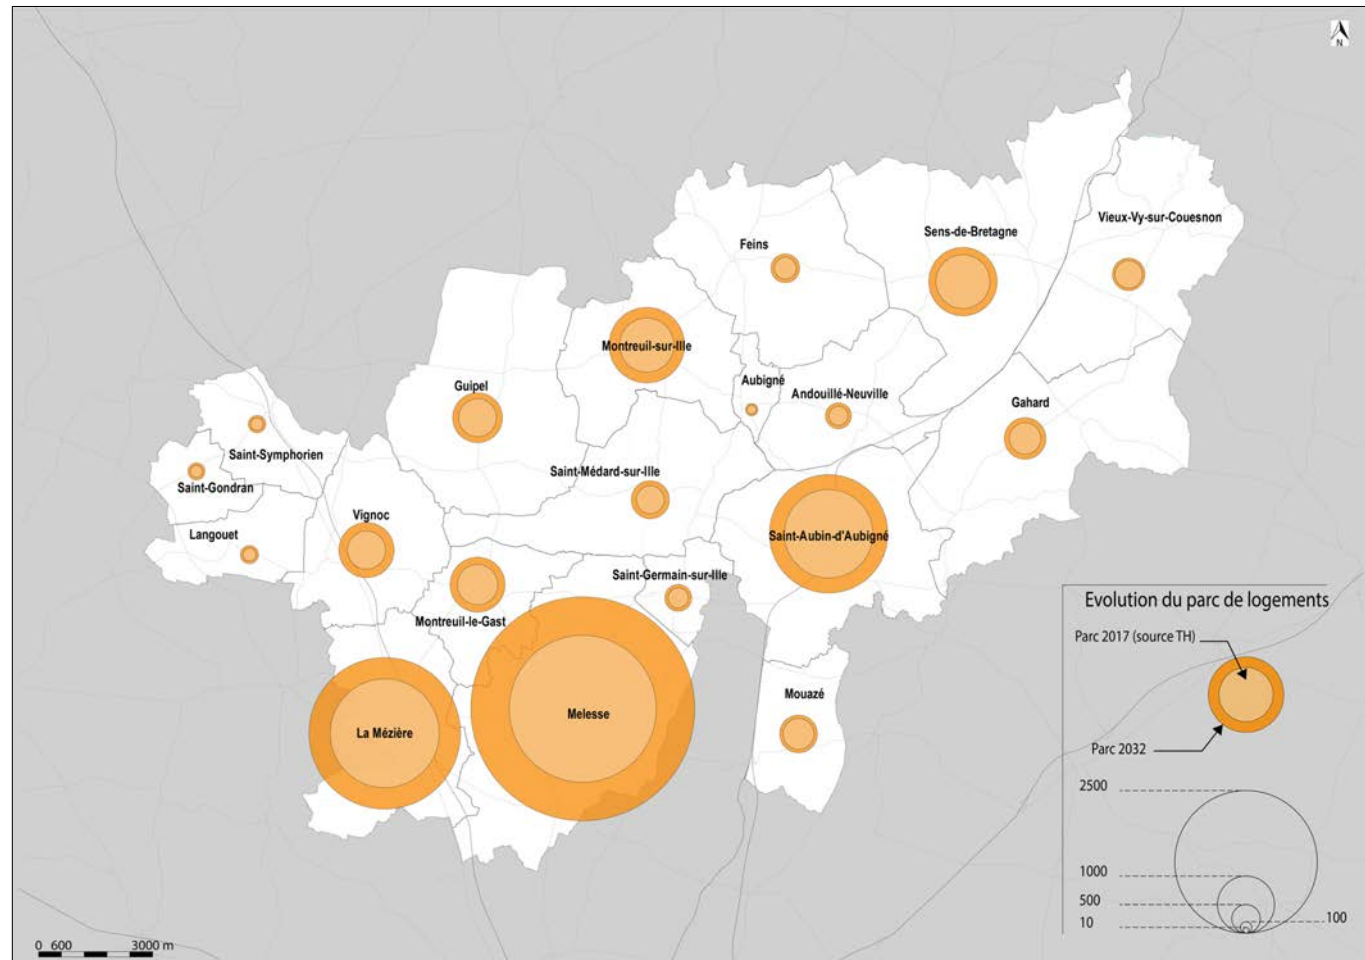 N
Vieux-Vy-sur-Couesnon
Sens-de-Bretagne
Feins
Montreuil-sur-Ille
Aubigné
Guipel
Andouillé-Neuville
Gahard
Saint-Symphorien
Saint-Médard-sur-Ille
Saint-Gondran
Vignoc
Langouet
Saint-Aubin-d'Aubigné
Saint-Germain-sur-Ille
Montreuil-le-Gast
Mouazé
Melesse
La Mézière
Evolution du parc de logements
Parc 2017 (source TH)
Parc 2032
2500
1000
500
100
10
0 600 3000 m